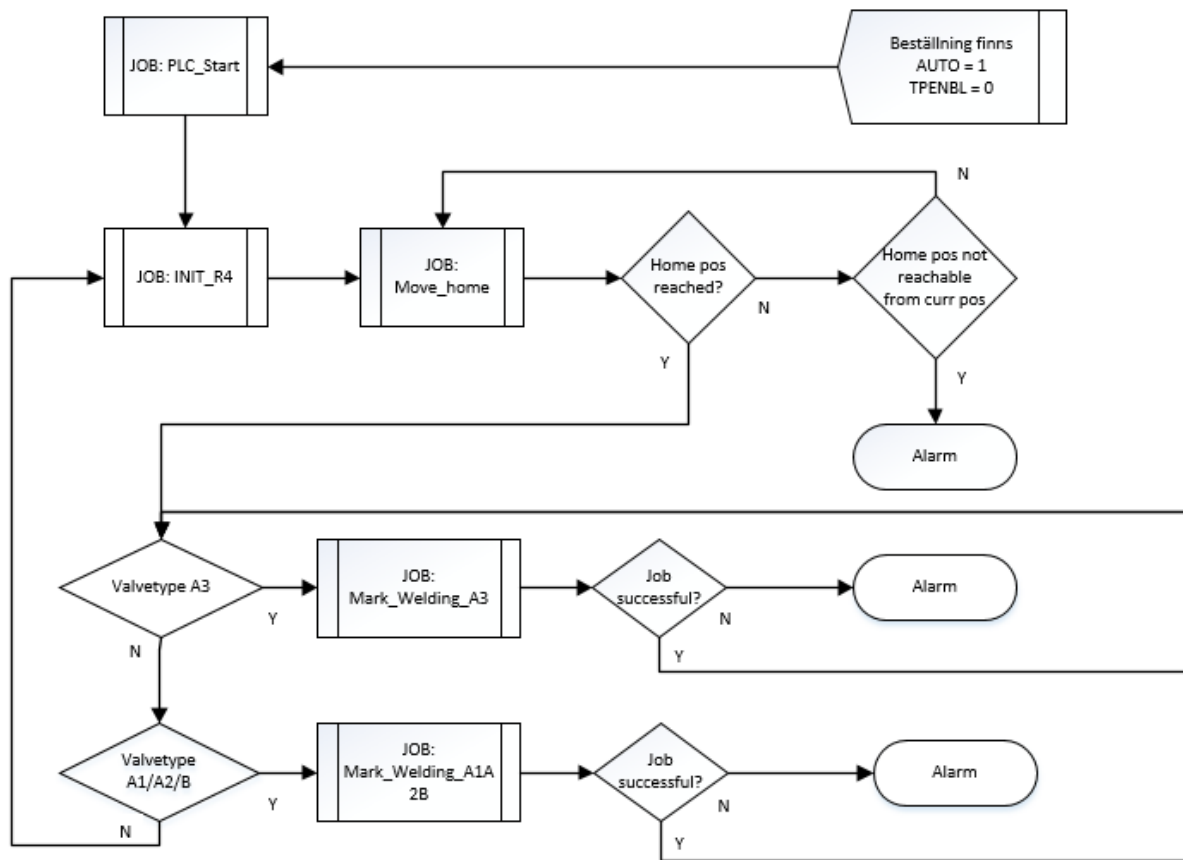 JOB: PLC_Start
Beställning finns
AUTO = 1
TPENBL = 0
N
JOB: INIT_R4
JOB:
Move_home
Home pos
reached?
N
Home pos not
reachable
from curr pos
Y
Y
Alarm
Valvetype A3
Y
N
JOB:
Mark_Welding_A3
Job
successful?
N
Y
Alarm
Valvetype
A1/A2/B
Y
N
JOB:
Mark_Welding_A1A
2B
Job
successful?
N
Y
Alarm